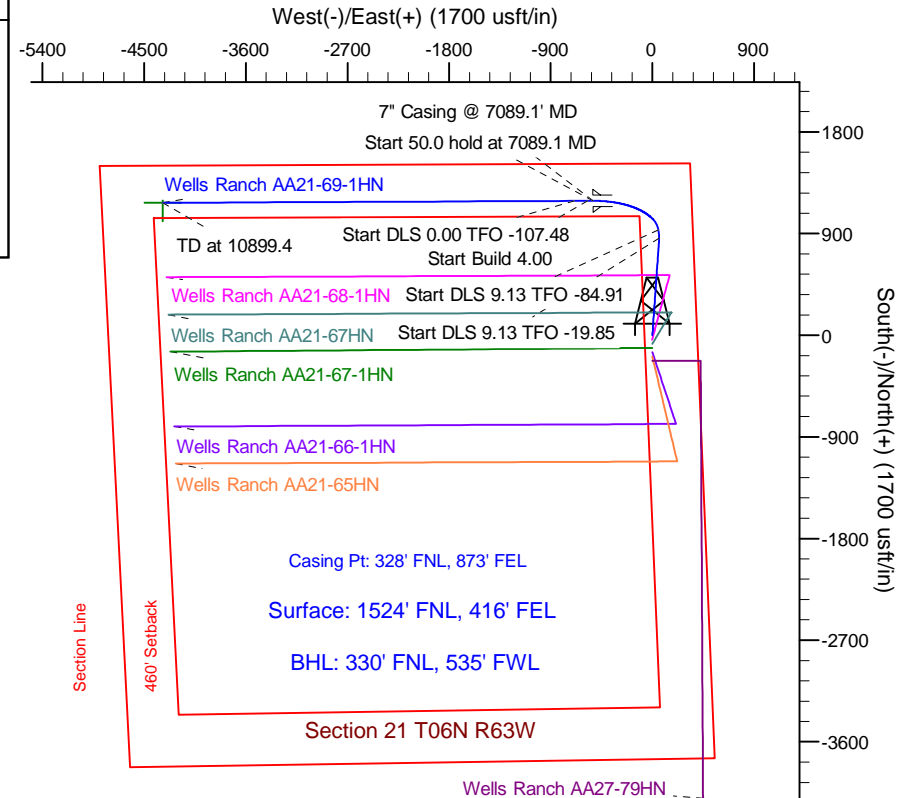 West(-)/East(+) (1700 usft/in)
-5400 -4500 -3600 -2700 -1800 -900 0 900
7" Casing @ 7089.1' MD
Start 50.0 hold at 7089.1 MD
Wells Ranch AA21-69-1HN
TD at 10899.4
Start DLS 0.00 TFO -107.48
Start Build 4.00
Wells Ranch AA21-68-1HN
Start DLS 9.13 TFO -84.91
Wells Ranch AA21-67HN
Start DLS 9.13 TFO -19.85
Wells Ranch AA21-67-1HN
Wells Ranch AA21-66-1HN
Wells Ranch AA21-65HN
Casing Pt: 328' FNL, 873' FEL
Surface: 1524' FNL, 416' FEL
BHL: 330' FNL, 535' FWL
Section Line
460' Setback
Section 21 T06N R63W
Wells Ranch AA27-79HN
1800
900
0
-900
-1800
-2700
-3600
South(-)/North(+) (1700 usft/in)